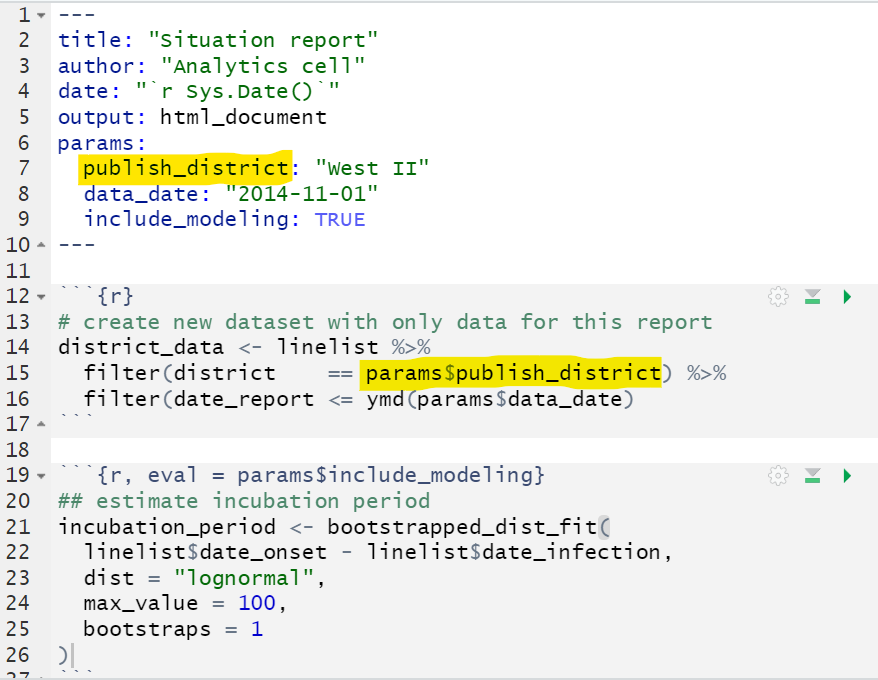 1 ---
2 title: "Situation report"
3 author: "Analytics cell"
4 date: "`r Sys.Date()`"
5 output: html_document
6 params:
7   publish_district: "West II"
8   data_date: "2014-11-01"
9   include_modeling: TRUE
10 ---
11
12 ```{r}
13 # create new dataset with only data for this report
14 district_data <- linelist %>%
15   filter(district    == params$publish_district) %>%
16   filter(date_report <= ymd(params$data_date)
17 ```
18
19 ```{r, eval = params$include_modeling}
20 ## estimate incubation period
21 incubation_period <- bootstrapped_dist_fit(
22   linelist$date_onset - linelist$date_infection,
23   dist = "lognormal",
24   max_value = 100,
25   bootstraps = 1
26 )
27 ```